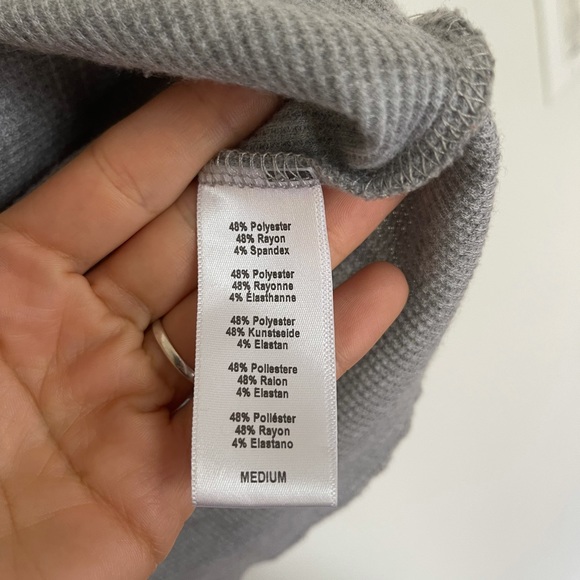 48% Polyester
48% Rayon
4% Spandex
48% Polyester
48% Rayonne
4% Élasthanne
48% Polyester
48% Kunstseide
4% Elastan
48% Poliestere
48% Raion
4% Elastan
48% Poliéster
48% Rayon
4% Elastano
MEDIUM